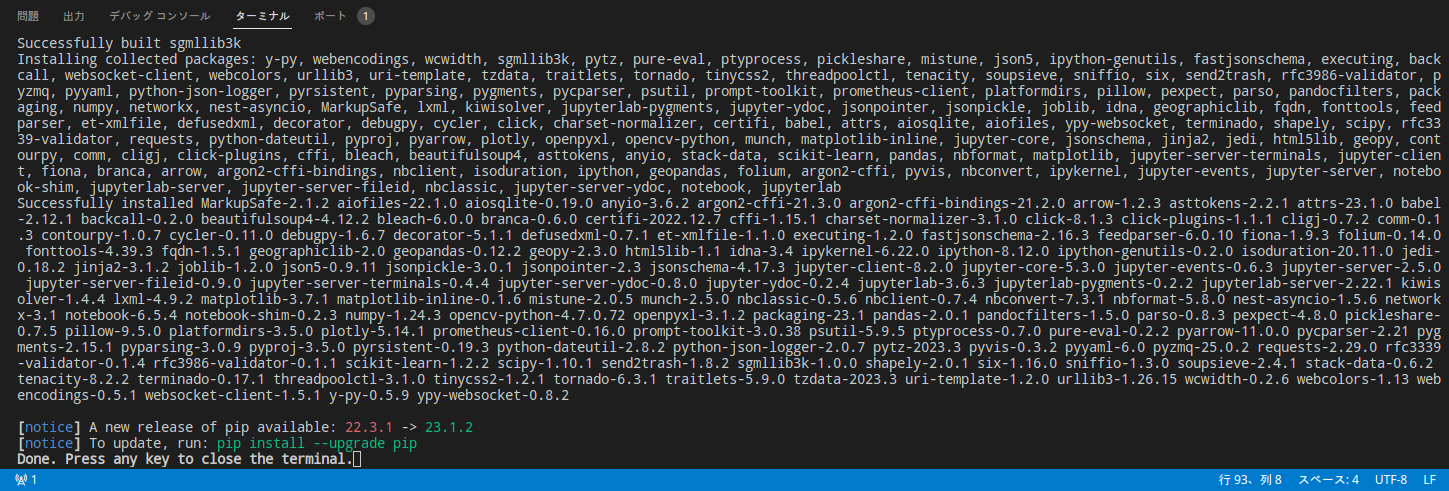 問題 出力 デバッグ コンソール ターミナル ポート 1
Successfully built sgmllib3k
Installing collected packages: y-py, webencodings, wcwidth, sgmllib3k, pytz, pure-eval, ptyprocess, pickleshare, mistune, json5, ipython-genutils, fastjsonschema, executing, back
call, websocket-client, webcolors, urllib3, uri-template, tzdata, traitlets, tornado, tinycss2, threadpoolctl, tenacity, soupsieve, sniffio, six, send2trash, rfc3986-validator, p
yzmq, pyyaml, python-json-logger, pyrsistent, pyparsing, pygments, pycparser, psutil, prompt-toolkit, prometheus-client, platformdirs, pillow, pexpect, parso, pandocfilters, pack
aging, numpy, networkx, nest-asyncio, MarkupSafe, lxml, kiwisolver, jupyterlab-pygments, jupyter-ydoc, jsonpointer, jsonpickle, joblib, idna, geographiclib, fqdn, fonttools, feed
parser, et-xmlfile, defusedxml, decorator, debugpy, cycler, click, charset-normalizer, certifi, babel, attrs, aiosqlite, aiofiles, ypy-websocket, terminado, shapely, scipy, rfc33
39-validator, requests, python-dateutil, pyproj, pyarrow, plotly, openpyxl, opencv-python, munch, matplotlib-inline, jupyter-core, jsonschema, jinja2, jedi, html5lib, geopy, cont
ourpy, comm, cligj, click-plugins, cffi, bleach, beautifulsoup4, asttokens, anyio, stack-data, scikit-learn, pandas, nbformat, matplotlib, jupyter-server-terminals, jupyter-clien
t, fiona, branca, arrow, argon2-cffi-bindings, nbclient, isoduration, ipython, geopandas, folium, argon2-cffi, pyvis, nbconvert, ipykernel, jupyter-events, jupyter-server, notebo
ok-shim, jupyterlab-server, jupyter-server-fileid, nbclassic, jupyter-server-ydoc, notebook, jupyterlab
Successfully installed MarkupSafe-2.1.2 aiofiles-22.1.0 aiosqlite-0.19.0 anyio-3.6.2 argon2-cffi-21.3.0 argon2-cffi-bindings-21.2.0 arrow-1.2.3 asttokens-2.2.1 attrs-23.1.0 babel
-2.12.1 backcall-0.2.0 beautifulsoup4-4.12.2 bleach-6.0.0 branca-0.6.0 certifi-2022.12.7 cffi-1.15.1 charset-normalizer-3.1.0 click-8.1.3 click-plugins-1.1.1 cligj-0.7.2 comm-0.1
.3 contourpy-1.0.7 cycler-0.11.0 debugpy-1.6.7 decorator-5.1.1 defusedxml-0.7.1 et-xmlfile-1.1.0 executing-1.2.0 fastjsonschema-2.16.3 feedparser-6.0.10 fiona-1.9.3 folium-0.14.0
fonttools-4.39.3 fqdn-1.5.1 geographiclib-2.0 geopandas-0.12.2 geopy-2.3.0 html5lib-1.1 idna-3.4 ipykernel-6.22.0 ipython-8.12.0 ipython-genutils-0.2.0 isoduration-20.11.0 jedi-
0.18.2 jinja2-3.1.2 joblib-1.2.0 json5-0.9.11 jsonpickle-3.0.1 jsonpointer-2.3 jsonschema-4.17.3 jupyter-client-8.2.0 jupyter-core-5.3.0 jupyter-events-0.6.3 jupyter-server-2.5.0
jupyter-server-fileid-0.9.0 jupyter-server-terminals-0.4.4 jupyter-server-ydoc-0.8.0 jupyter-ydoc-0.2.4 jupyterlab-3.6.3 jupyterlab-pygments-0.2.2 jupyterlab-server-2.22.1 kiwis
olver-1.4.4 lxml-4.9.2 matplotlib-3.7.1 matplotlib-inline-0.1.6 mistune-2.0.5 munch-2.5.0 nbclassic-0.5.6 nbclient-0.7.4 nbconvert-7.3.1 nbformat-5.8.0 nest-asyncio-1.5.6 network
x-3.1 notebook-6.5.4 notebook-shim-0.2.3 numpy-1.24.3 opencv-python-4.7.0.72 openpyxl-3.1.2 packaging-23.1 pandas-2.0.1 pandocfilters-1.5.0 parso-0.8.3 pexpect-4.8.0 pickleshare-
0.7.5 pillow-9.5.0 platformdirs-3.5.0 plotly-5.14.1 prometheus-client-0.16.0 prompt-toolkit-3.0.38 psutil-5.9.5 ptyprocess-0.7.0 pure-eval-0.2.2 pyarrow-11.0.0 pycparser-2.21 pyg
ments-2.15.1 pyparsing-3.0.9 pyproj-3.5.0 pyrsistent-0.19.3 python-dateutil-2.8.2 python-json-logger-2.0.7 pytz-2023.3 pyvis-0.3.2 pyyaml-6.0 pyzmq-25.0.2 requests-2.29.0 rfc3339
-validator-0.1.4 rfc3986-validator-0.1.1 scikit-learn-1.2.2 scipy-1.10.1 send2trash-1.8.2 sgmllib3k-1.0.0 shapely-2.0.1 six-1.16.0 sniffio-1.3.0 soupsieve-2.4.1 stack-data-0.6.2
tenacity-8.2.2 terminado-0.17.1 threadpoolctl-3.1.0 tinycss2-1.2.1 tornado-6.3.1 traitlets-5.9.0 tzdata-2023.3 uri-template-1.2.0 urllib3-1.26.15 wcwidth-0.2.6 webcolors-1.13 web
encodings-0.5.1 websocket-client-1.5.1 y-py-0.5.9 ypy-websocket-0.8.2
[notice] A new release of pip available: 22.3.1 -> 23.1.2
[notice] To update, run: pip install --upgrade pip
Done. Press any key to close the terminal.
1 行 93、列 8 スペース: 4 UTF-8 LF